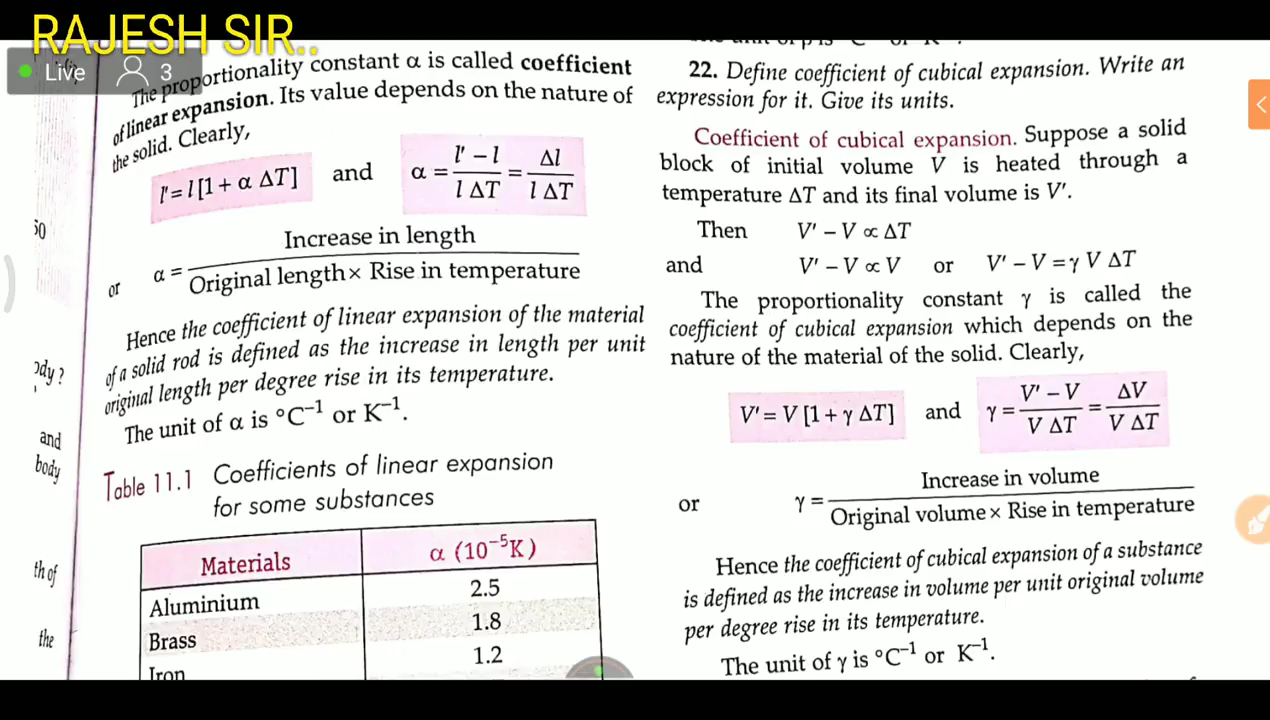 RAJESH SIR..
Live 3
The proportionality constant α is called coefficient
of linear expansion. Its value depends on the nature of
the solid. Clearly,
l' = l [1 + α ΔT] and α = (l' − l)/(l ΔT) = Δl/(l ΔT)
or α = Increase in length / Original length × Rise in temperature
Hence the coefficient of linear expansion of the material
of a solid rod is defined as the increase in length per unit
original length per degree rise in its temperature.
The unit of α is °C⁻¹ or K⁻¹.
Table 11.1 Coefficients of linear expansion
for some substances
Materials α (10⁻⁵K)
Aluminium 2.5
Brass 1.8
Iron 1.2
50
ody ?
and
body
th of
the
22. Define coefficient of cubical expansion. Write an
expression for it. Give its units.
Coefficient of cubical expansion. Suppose a solid
block of initial volume V is heated through a
temperature ΔT and its final volume is V'.
Then V' − V ∝ ΔT
and V' − V ∝ V or V' − V = γ V ΔT
The proportionality constant γ is called the
coefficient of cubical expansion which depends on the
nature of the material of the solid. Clearly,
V' = V [1 + γ ΔT] and γ = (V' − V)/(V ΔT) = ΔV/(V ΔT)
or γ = Increase in volume / Original volume × Rise in temperature
Hence the coefficient of cubical expansion of a substance
is defined as the increase in volume per unit original volume
per degree rise in its temperature.
The unit of γ is °C⁻¹ or K⁻¹.